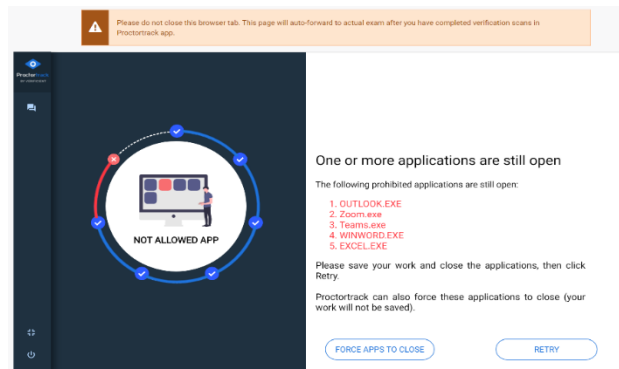 Please do not close this browser tab. This page will auto-forward to actual exam after you have completed verification scans in
Proctortrack app.
Proctortrack
One or more applications are still open
The following prohibited applications are still open:
1. OUTLOOK.EXE
2. Zoom.exe
3. Teams.exe
4. WINWORD.EXE
5. EXCEL.EXE
NOT ALLOWED APP
Please save your work and close the applications, then click
Retry.
Proctortrack can also force these applications to close (your
work will not be saved).
FORCE APPS TO CLOSE
RETRY